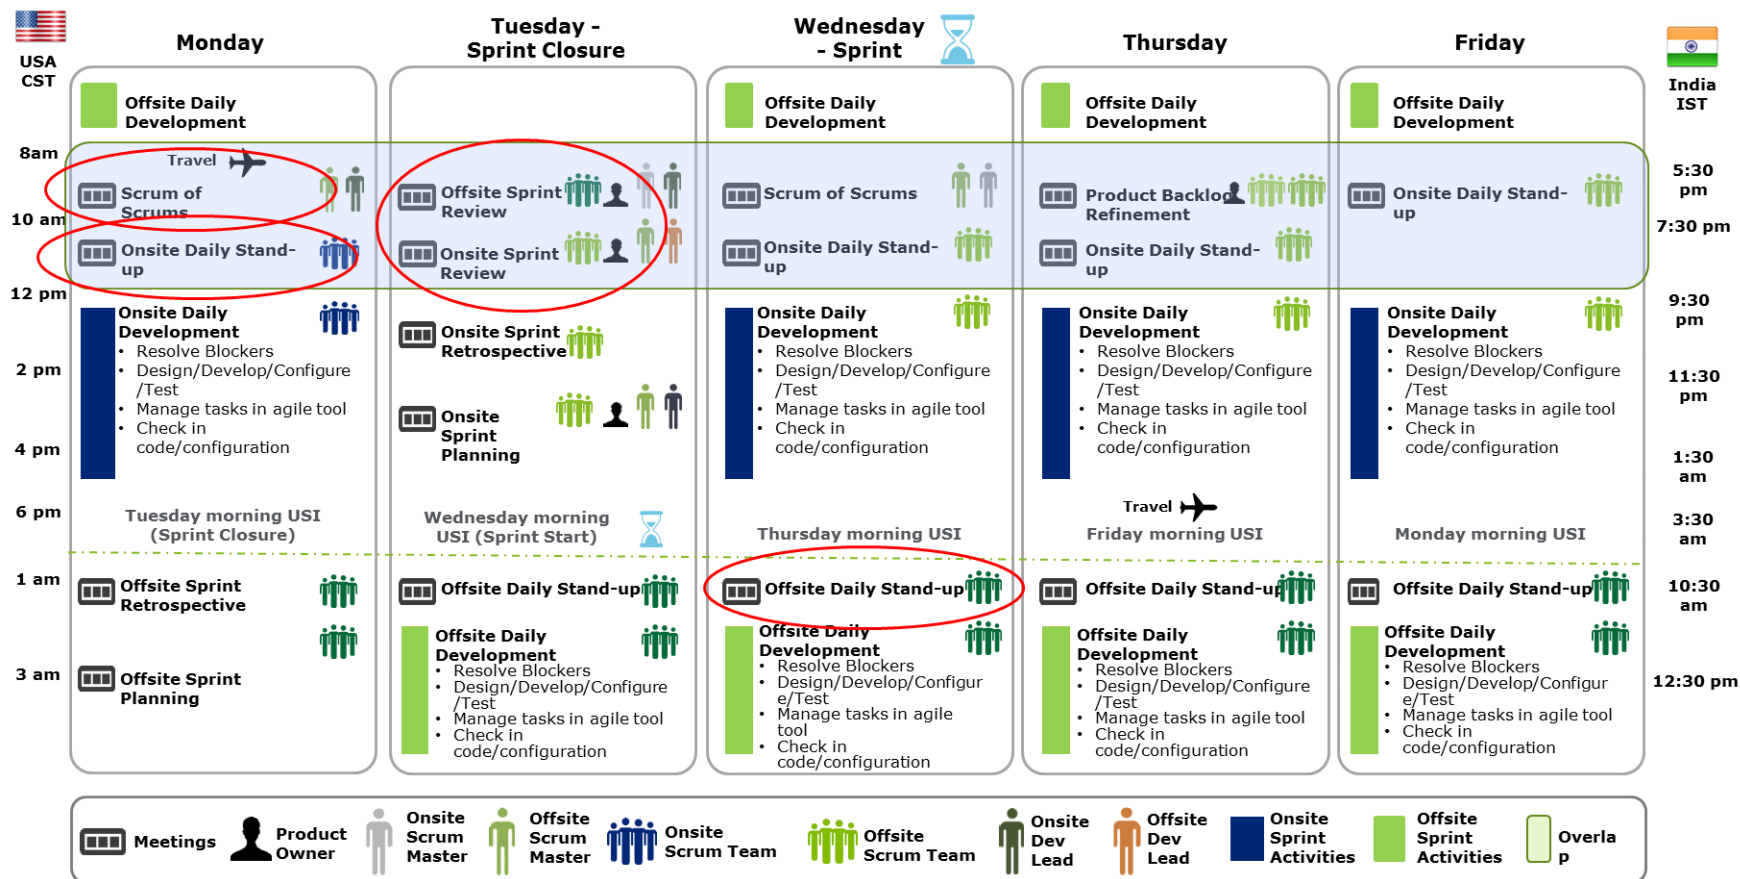 USA
CST
Monday
Tuesday -
Sprint Closure
Wednesday
- Sprint
Thursday
Friday
India
IST
8am
10 am
12 pm
2 pm
4 pm
6 pm
1 am
3 am
Offsite Daily
Development
Travel
Scrum of
Scrums
Onsite Daily Stand-
up
Onsite Daily
Development
• Resolve Blockers
• Design/Develop/Configure
/Test
• Manage tasks in agile tool
• Check in
code/configuration
Tuesday morning USI
(Sprint Closure)
Offsite Sprint
Retrospective
Offsite Sprint
Planning
Offsite Sprint
Review
Onsite Sprint
Review
Onsite Sprint
Retrospective
Onsite
Sprint
Planning
Wednesday morning
USI (Sprint Start)
Offsite Daily Stand-up
Offsite Daily
Development
• Resolve Blockers
• Design/Develop/Configure
/Test
• Manage tasks in agile tool
• Check in
code/configuration
Offsite Daily
Development
Scrum of Scrums
Onsite Daily Stand-
up
Onsite Daily
Development
• Resolve Blockers
• Design/Develop/Configure
/Test
• Manage tasks in agile tool
• Check in
code/configuration
Thursday morning USI
Offsite Daily Stand-up
Offsite Daily
Development
• Resolve Blockers
• Design/Develop/Configur
e/Test
• Manage tasks in agile
tool
• Check in
code/configuration
Offsite Daily
Development
Product Backlog
Refinement
Onsite Daily Stand-
up
Onsite Daily
Development
• Resolve Blockers
• Design/Develop/Configure
/Test
• Manage tasks in agile tool
• Check in
code/configuration
Travel
Friday morning USI
Offsite Daily Stand-up
Offsite Daily
Development
• Resolve Blockers
• Design/Develop/Configure
/Test
• Manage tasks in agile tool
• Check in
code/configuration
Offsite Daily
Development
Onsite Daily Stand-
up
Onsite Daily
Development
• Resolve Blockers
• Design/Develop/Configure
/Test
• Manage tasks in agile tool
• Check in
code/configuration
Monday morning USI
Offsite Daily Stand-up
Offsite Daily
Development
• Resolve Blockers
• Design/Develop/Configur
e/Test
• Manage tasks in agile tool
• Check in
code/configuration
5:30
pm
7:30 pm
9:30
pm
11:30
pm
1:30
am
3:30
am
10:30
am
12:30 pm
Meetings
Product
Owner
Onsite
Scrum
Master
Offsite
Scrum
Master
Onsite
Scrum Team
Offsite
Scrum Team
Onsite
Dev
Lead
Offsite
Dev
Lead
Onsite
Sprint
Activities
Offsite
Sprint
Activities
Overla
p